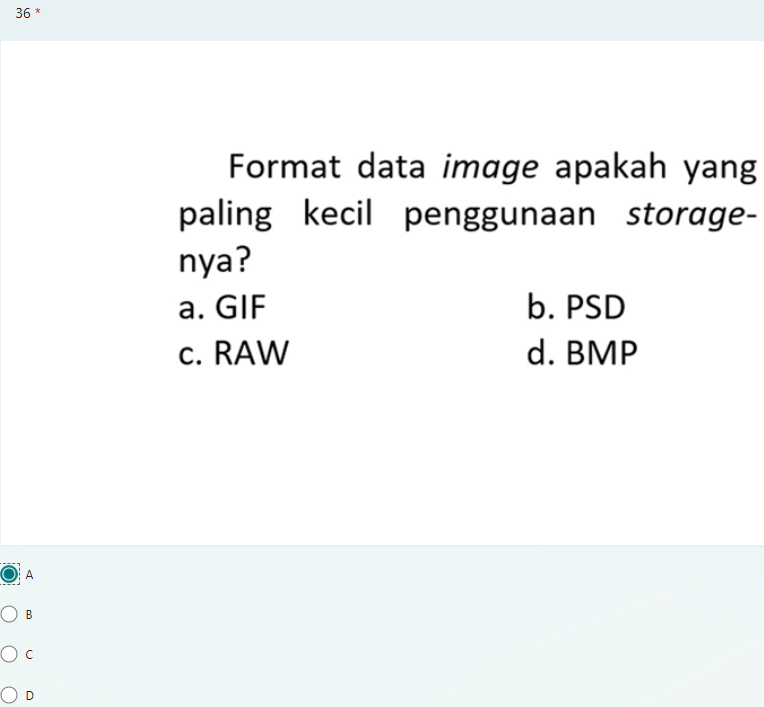 36 *
Format data image apakah yang
paling kecil penggunaan storage-
nya?
a. GIF b. PSD
c. RAW d. BMP
A
B
C
D